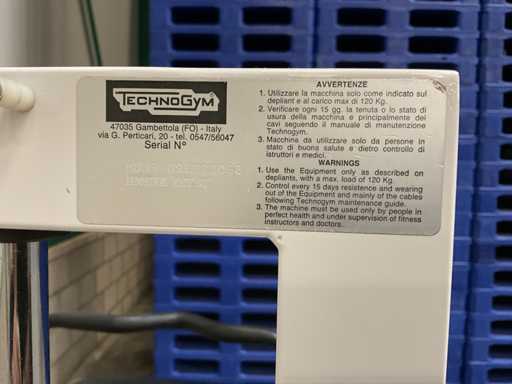 TECHNOGYM
47035 Gambettola (FO) - Italy
via G. Perticari, 20 - tel. 0547/56047
Serial N°
AVVERTENZE
1. Utilizzare la macchina solo come indicato sul
depliant e al carico max di 120 Kg.
2. Verificare ogni 15 gg. la tenuta o lo stato di
usura della macchina e principalmente dei
cavi seguendo il manuale di manutenzione
Technogym.
3. Macchina da utilizzare solo da persone in
stato di buone salute e dietro controllo di
istruttori e medici.
WARNINGS
1. Use the Equipment only as described on
depliants, with a max. load of 120 Kg.
2. Control every 15 days resistence and wearing
out of the Equipment and mainly of the cables
following Technogym maintenance guide.
3. The machine must be used only by people in
perfect health and under supervision of fitness
instructors and doctors.